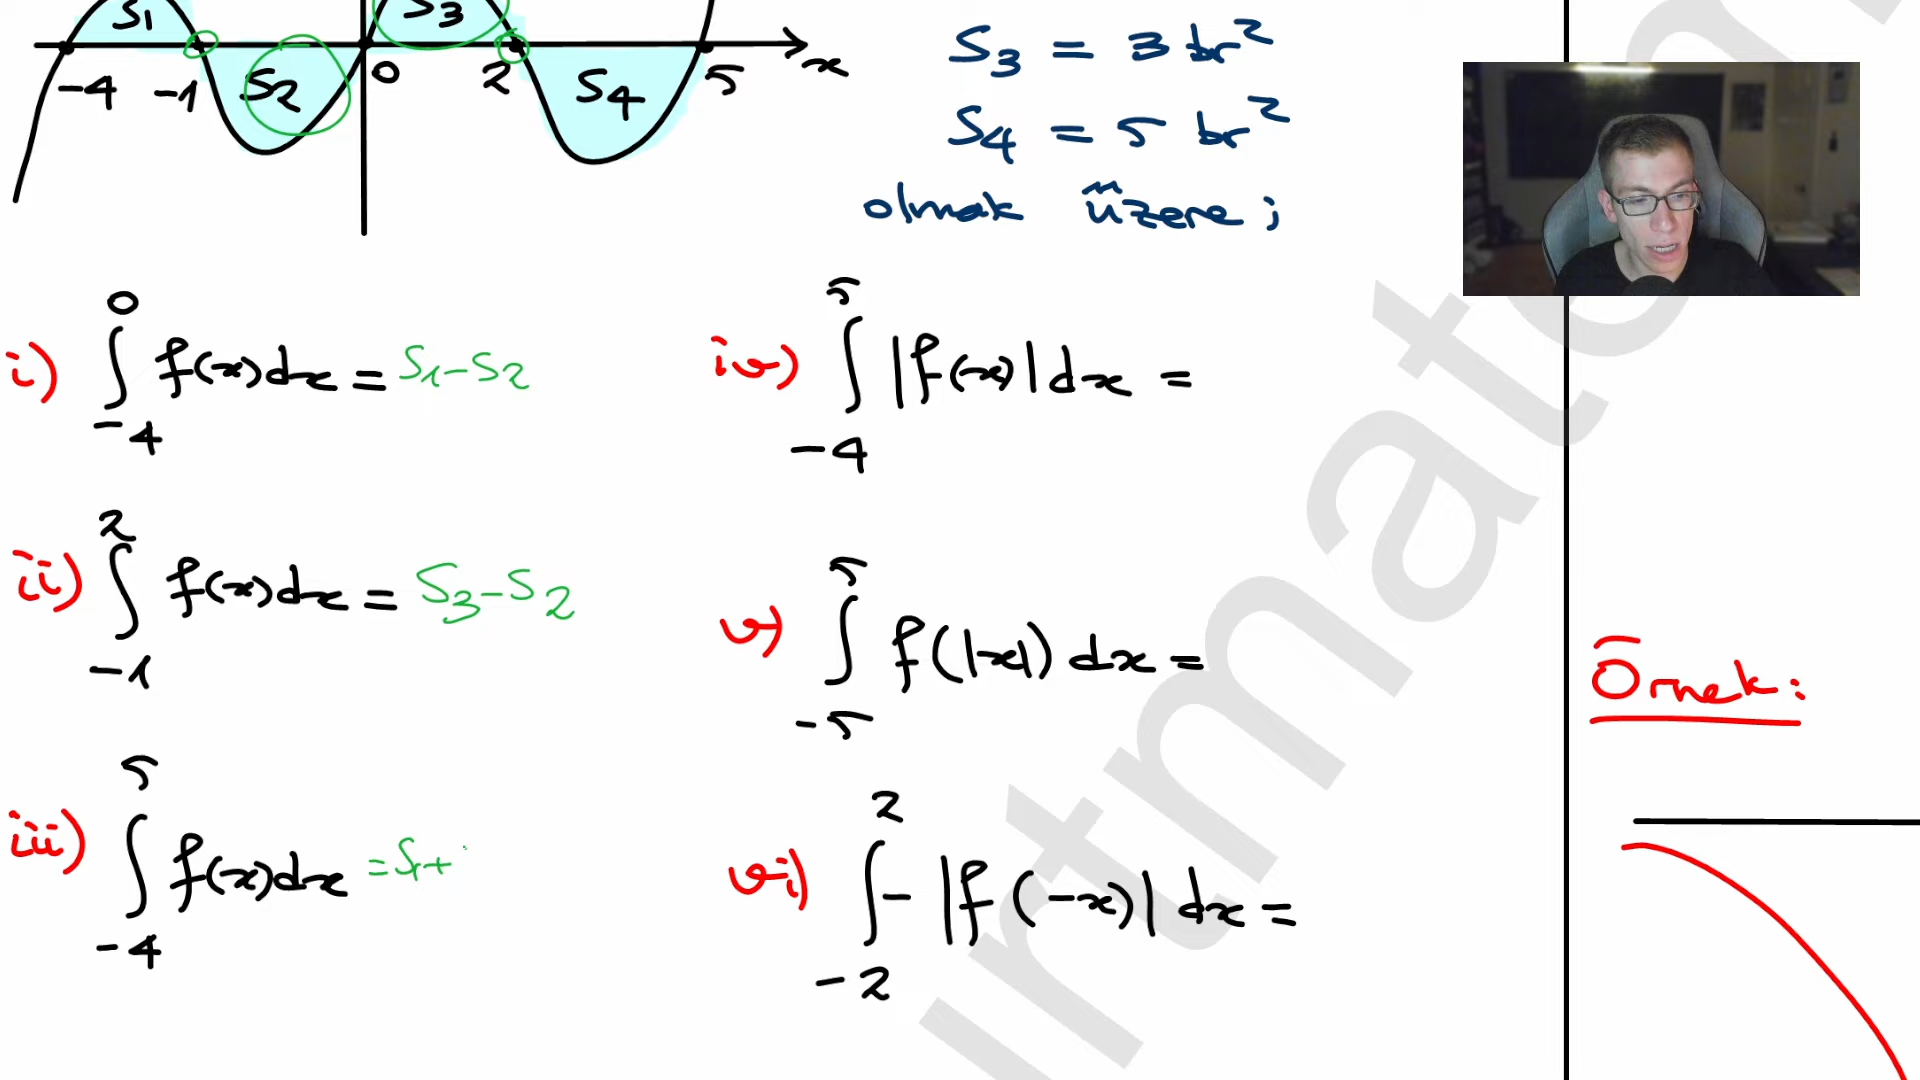 S1
S3
S2
S4
-4 -1 0 2 5 x
S3 = 3 br²
S4 = 5 br²
olmak üzere;
i) ∫_{-4}^{0} f(x)dx = S1-S2
ii) ∫_{-1}^{2} f(x)dx = S3-S2
iii) ∫_{-4}^{5} f(x)dx = S1+
iv) ∫_{-4}^{5} |f(x)|dx =
v) ∫_{-5}^{5} f(|x|) dx =
vi) ∫_{-2}^{2} -|f(-x)| dx =
Örnek: